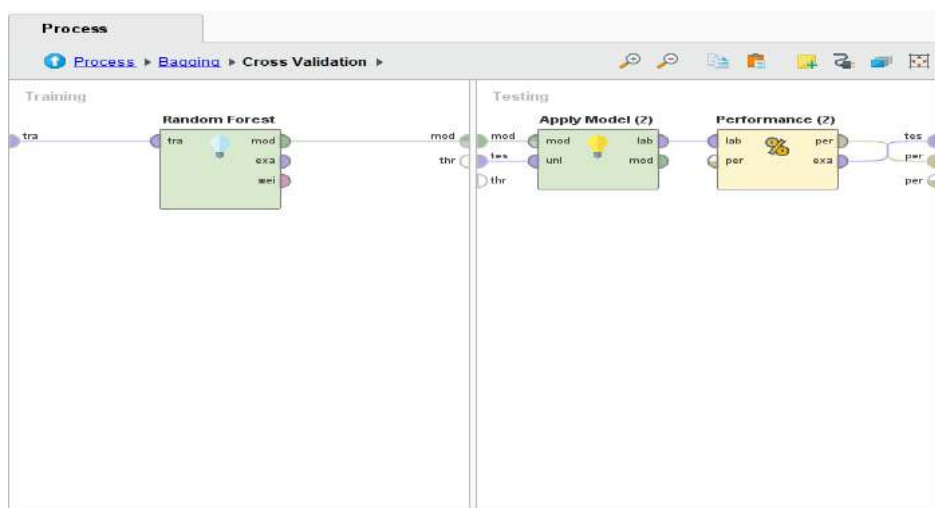 Process
Process ▸ Bagging ▸ Cross Validation ▸
Training
Testing
Random Forest
Apply Model (2)
Performance (2)
tra
tra
mod
mod
exa
thr
wei
mod
mod
lab
lab
per
tes
tes
unl
mod
per
exa
per
thr
per